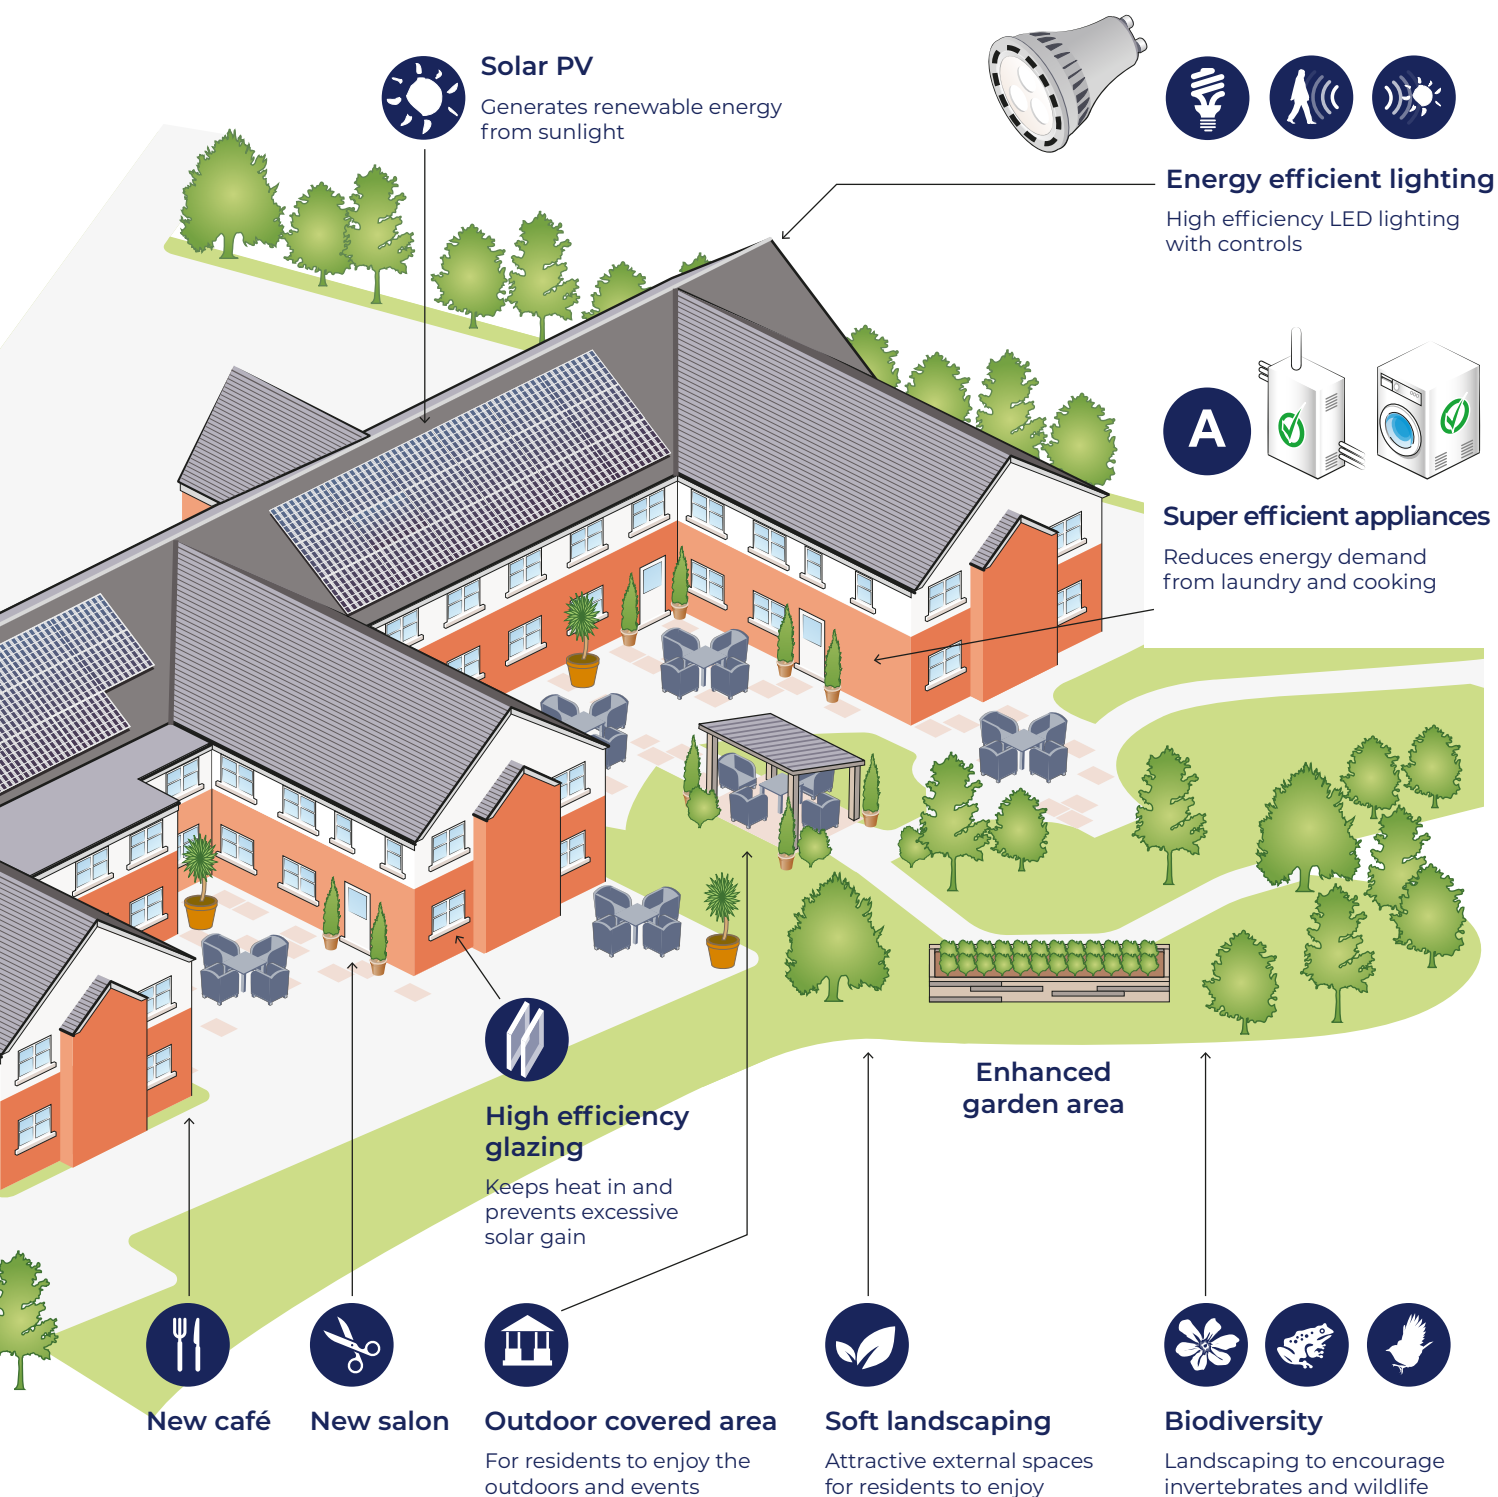 Solar PV
Generates renewable energy
from sunlight
Energy efficient lighting
High efficiency LED lighting
with controls
A
Super efficient appliances
Reduces energy demand
from laundry and cooking
Enhanced
garden area
High efficiency
glazing
Keeps heat in and
prevents excessive
solar gain
New café
New salon
Outdoor covered area
For residents to enjoy the
outdoors and events
Soft landscaping
Attractive external spaces
for residents to enjoy
Biodiversity
Landscaping to encourage
invertebrates and wildlife